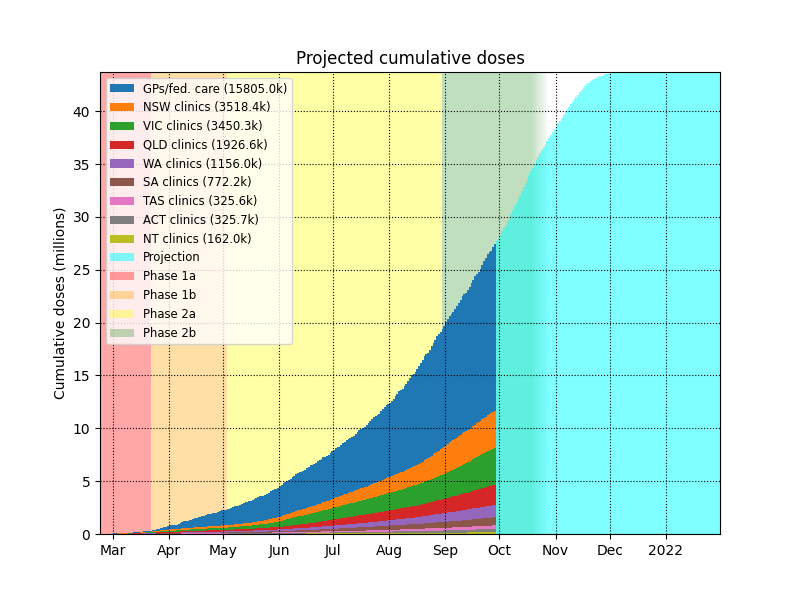 Projected cumulative doses
Cumulative doses (millions)
40
35
30
25
20
15
10
5
0
GPs/fed. care (15805.0k)
NSW clinics (3518.4k)
VIC clinics (3450.3k)
QLD clinics (1926.6k)
WA clinics (1156.0k)
SA clinics (772.2k)
TAS clinics (325.6k)
ACT clinics (325.7k)
NT clinics (162.0k)
Projection
Phase 1a
Phase 1b
Phase 2a
Phase 2b
Mar Apr May Jun Jul Aug Sep Oct Nov Dec 2022